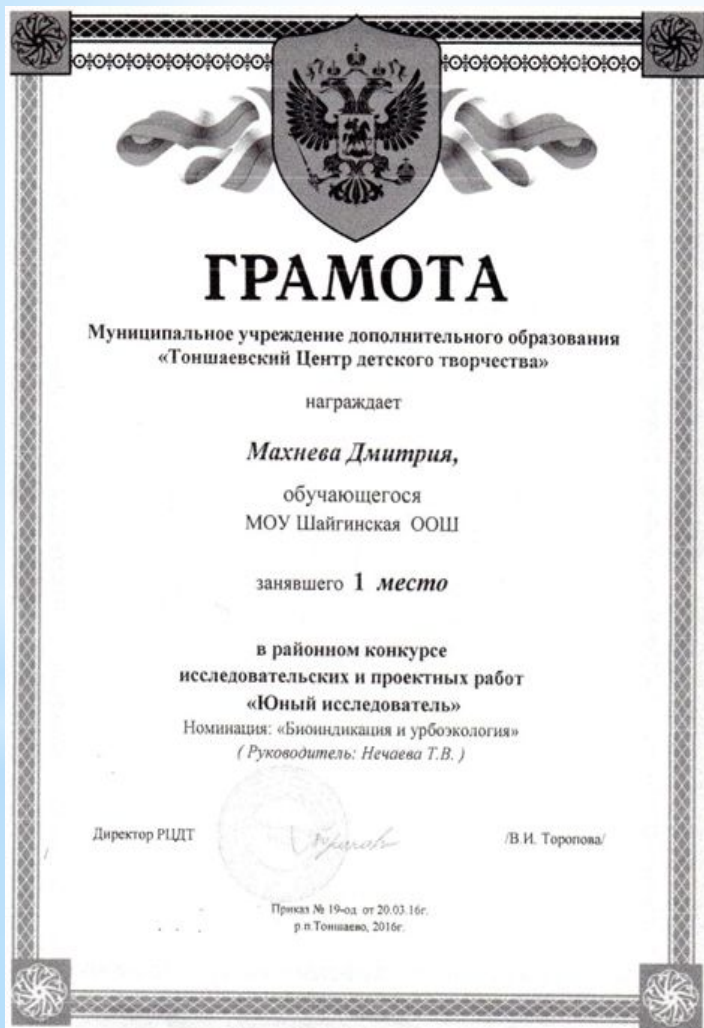 ГРАМОТА
Муниципальное учреждение дополнительного образования
«Тоншаевский Центр детского творчества»
награждает
Махнева Дмитрия,
обучающегося
МОУ Шайгинская ООШ
занявшего 1 место
в районном конкурсе
исследовательских и проектных работ
«Юный исследователь»
Номинация: «Биоиндикация и урбоэкология»
( Руководитель: Нечаева Т.В. )
Директор РЦДТ /В.И. Торопова/
Приказ № 19-од от 20.03.16г.
р.п.Тоншаево, 2016г.